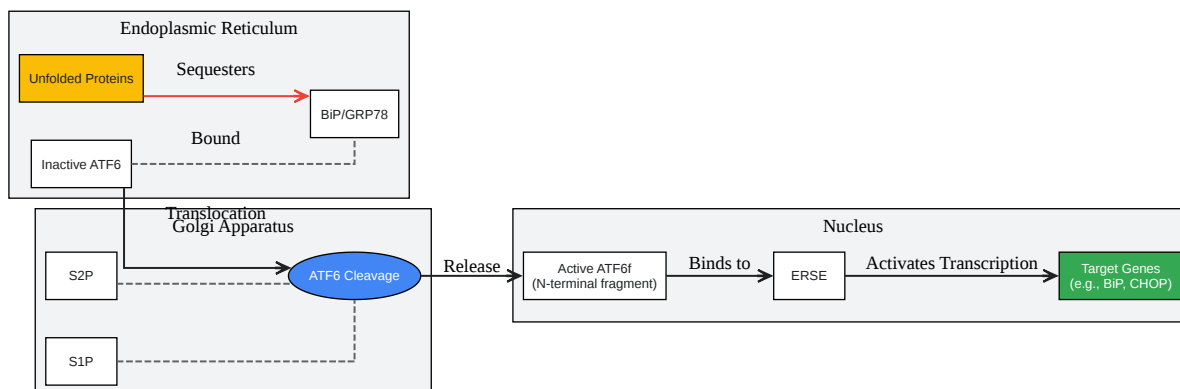 Endoplasmic Reticulum
Unfolded Proteins
Sequesters
BiP/GRP78
Bound
Inactive ATF6
Translocation
Golgi Apparatus
S2P
ATF6 Cleavage
S1P
Release
Nucleus
Active ATF6f
(N-terminal fragment)
Binds to
ERSE
Activates Transcription
Target Genes
(e.g., BiP, CHOP)